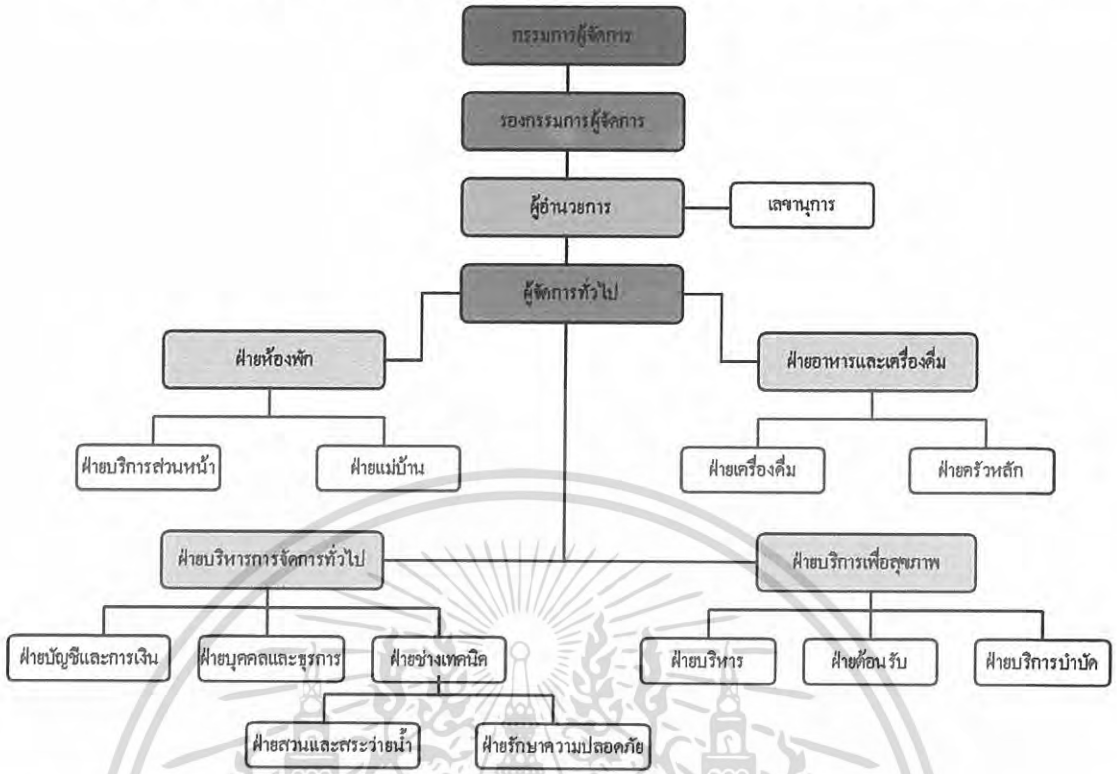 กรรมการผู้จัดการ
รองกรรมการผู้จัดการ
ผู้อำนวยการ
เลขานุการ
ผู้จัดการทั่วไป
ฝ่ายห้องพัก
ฝ่ายอาหารและเครื่องดื่ม
ฝ่ายบริการส่วนหน้า
ฝ่ายแม่บ้าน
ฝ่ายเครื่องดื่ม
ฝ่ายครัวหลัก
ฝ่ายบริหารการจัดการทั่วไป
ฝ่ายบริการเพื่อสุขภาพ
ฝ่ายบัญชีและการเงิน
ฝ่ายบุคคลและธุรการ
ฝ่ายช่างเทคนิค
ฝ่ายบริหาร
ฝ่ายต้อนรับ
ฝ่ายบริการบำบัด
ฝ่ายสวนและสระว่ายน้ำ
ฝ่ายรักษาความปลอดภัย